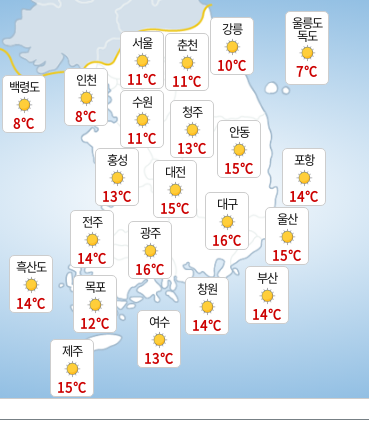 강릉
10°C
울릉도
독도
7°C
서울
11°C
춘천
11°C
백령도
8°C
인천
8°C
수원
11°C
청주
13°C
안동
15°C
홍성
13°C
대전
15°C
포항
14°C
대구
16°C
전주
14°C
광주
16°C
울산
15°C
흑산도
14°C
목포
12°C
창원
14°C
부산
14°C
여수
13°C
제주
15°C